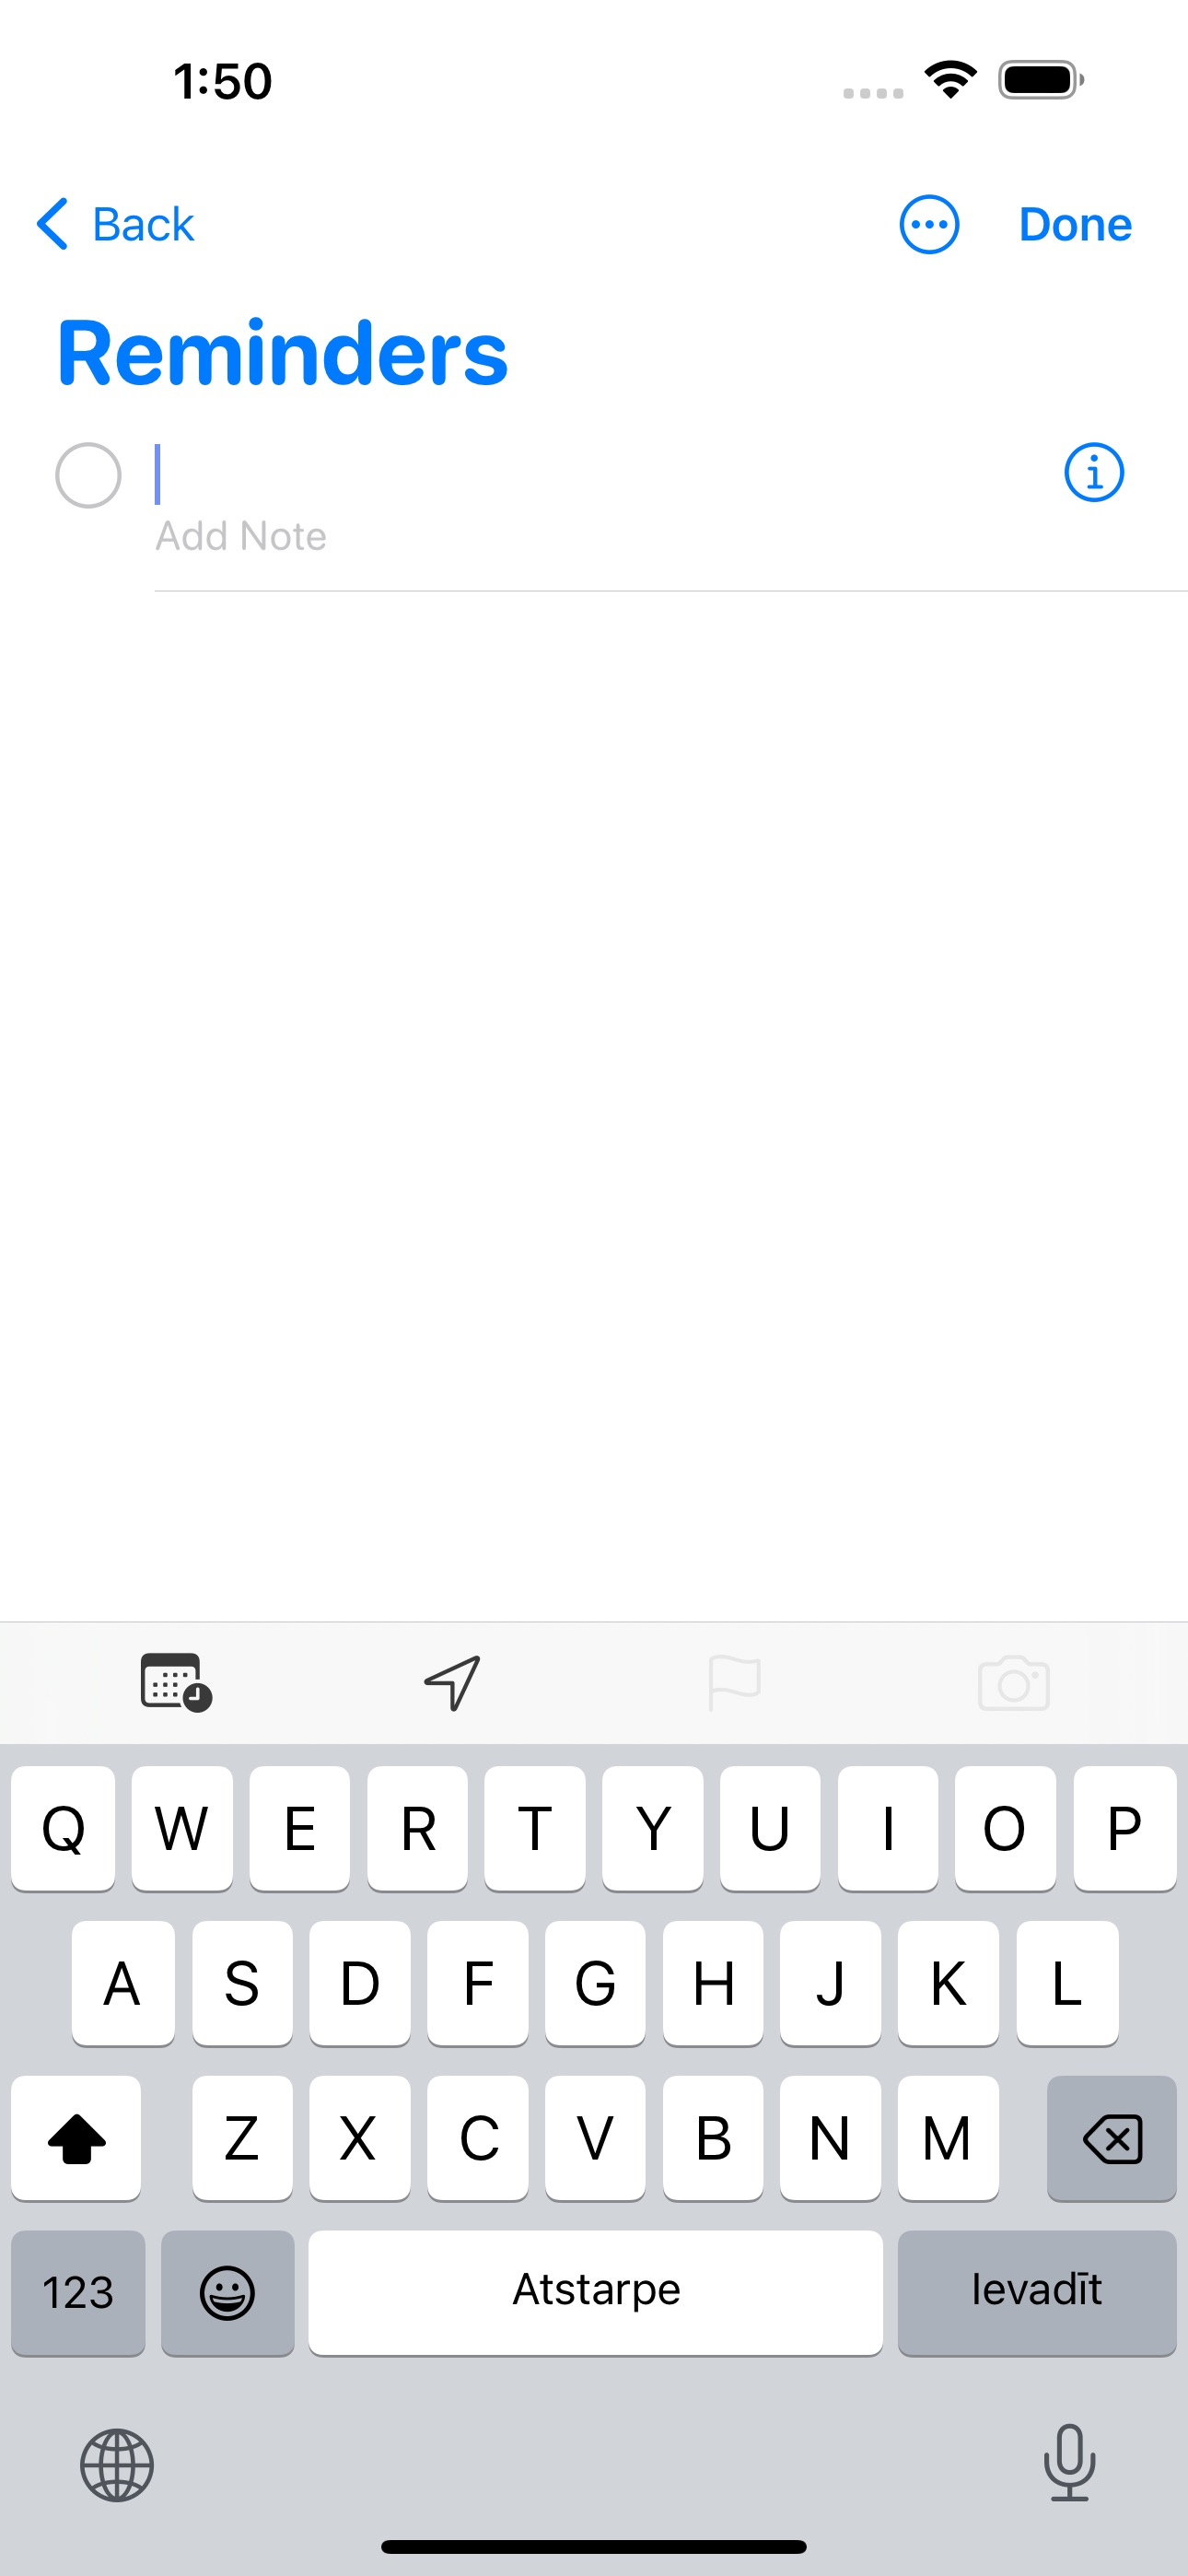 1:50
Back
Done
Reminders
Add Note
Q W E R T Y U I O P
A S D F G H J K L
Z X C V B N M
123 Atstarpe Ievadīt